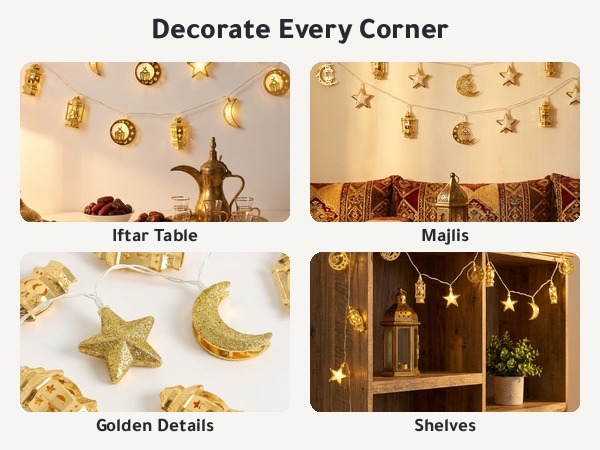 Decorate Every Corner
Iftar Table
Majlis
Golden Details
Shelves